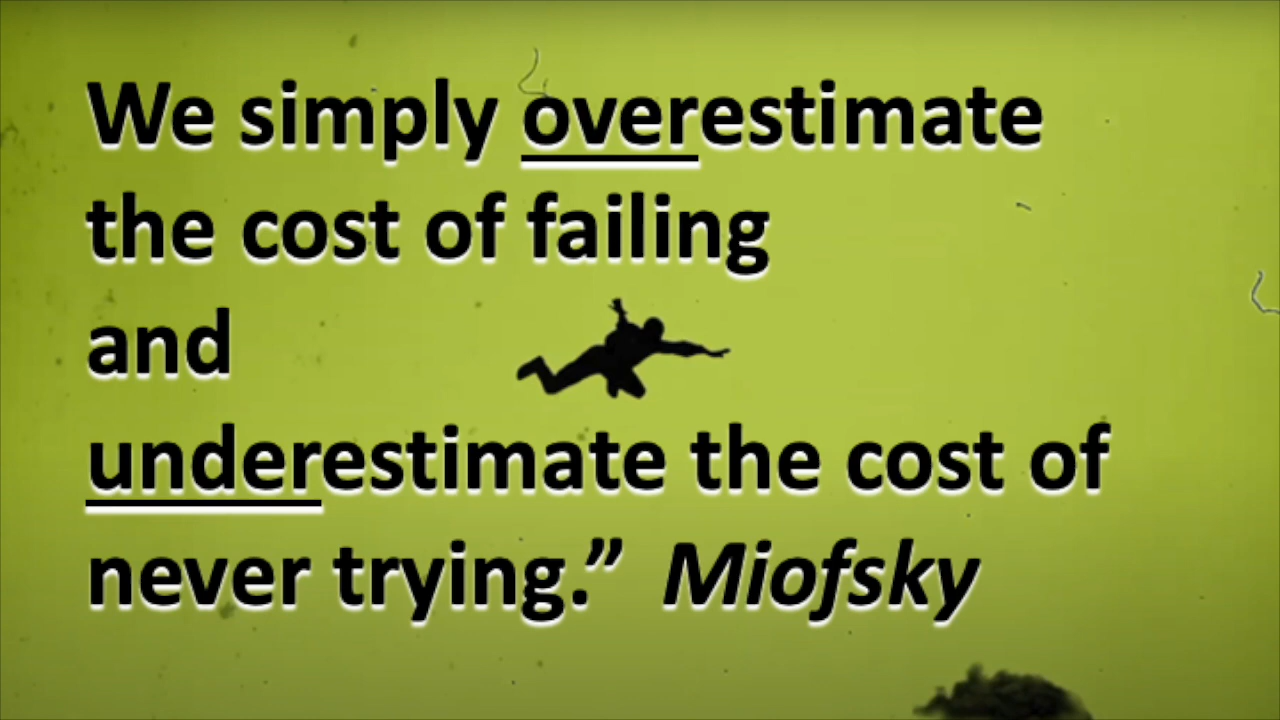 We simply overestimate
the cost of failing
and
underestimate the cost of
never trying.” Miofsky